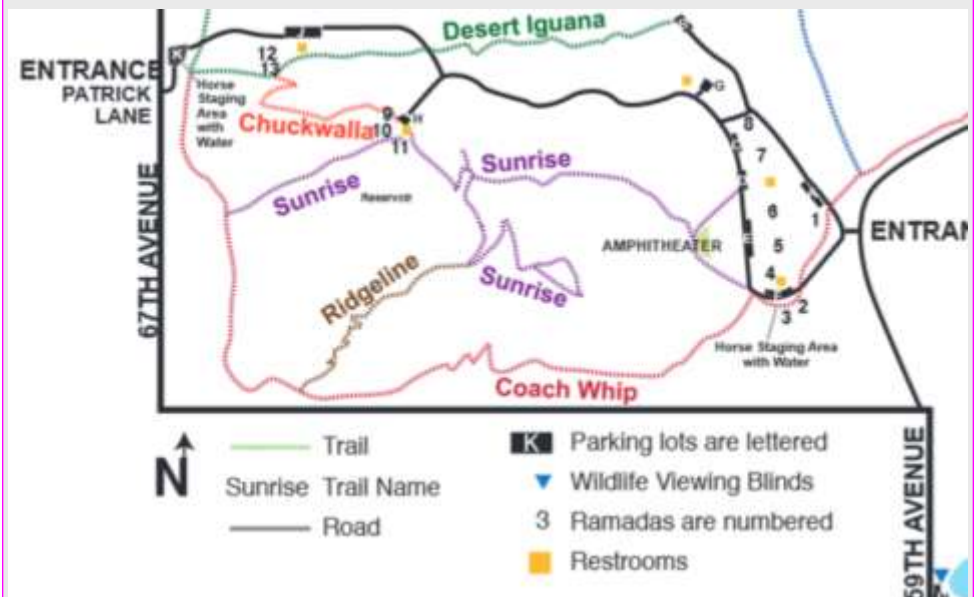 Desert Iguana
K
J
12
13
ENTRANCE
PATRICK
LANE
Horse
Staging
Area
with
Water
G
Chuckwalla
9
H
10
11
8
7
Sunrise
Sunrise
Reservoir
6
1
AMPHITHEATER
5
ENTRAN
4
Sunrise
Ridgeline
2
3
67TH AVENUE
Horse Staging Area
with Water
Coach Whip
N
Trail
Sunrise Trail Name
Road
K Parking lots are lettered
Wildlife Viewing Blinds
3 Ramadas are numbered
Restrooms
59TH AVENUE